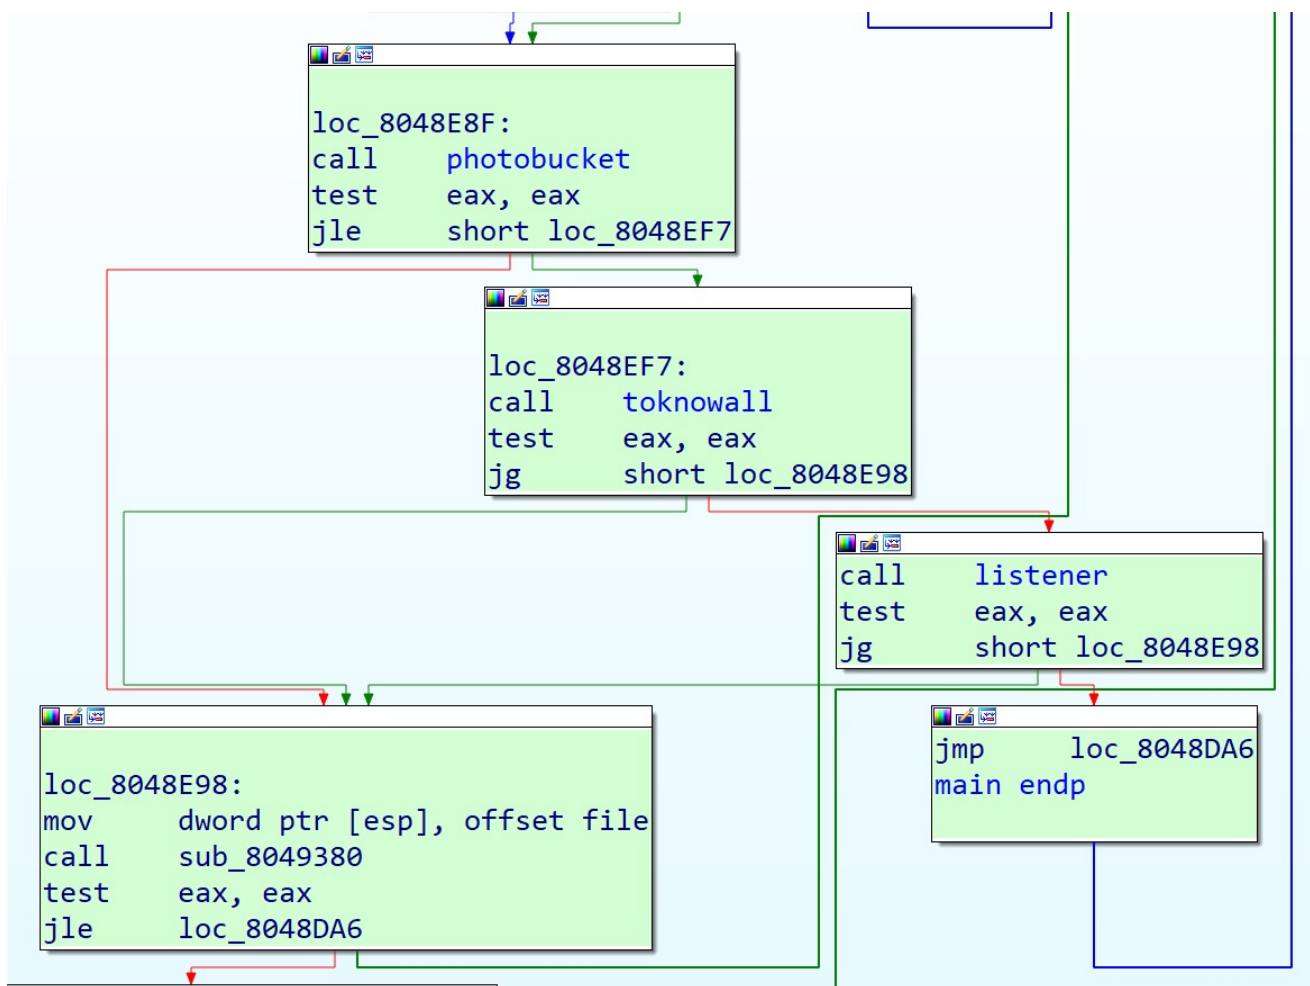 loc_8048E8F:
call photobucket
test eax, eax
jle short loc_8048EF7
loc_8048EF7:
call toknowall
test eax, eax
jg short loc_8048E98
call listener
test eax, eax
jg short loc_8048E98
loc_8048E98:
mov dword ptr [esp], offset file
call sub_8049380
test eax, eax
jle loc_8048DA6
jmp loc_8048DA6
main endp